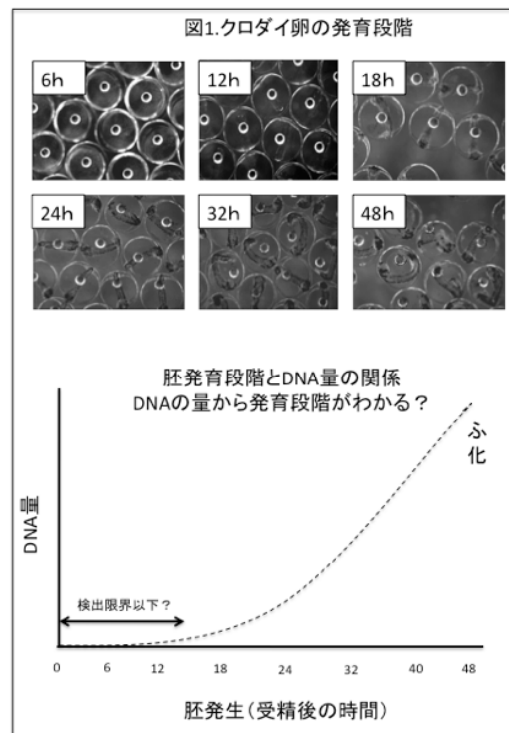 図1.クロダイ卵の発育段階
6h
12h
18h
24h
32h
48h
胚発育段階とDNA量の関係
DNAの量から発育段階がわかる？
ふ化
DNA量
検出限界以下？
0 6 12 18 24 32 40 48
胚発生（受精後の時間）